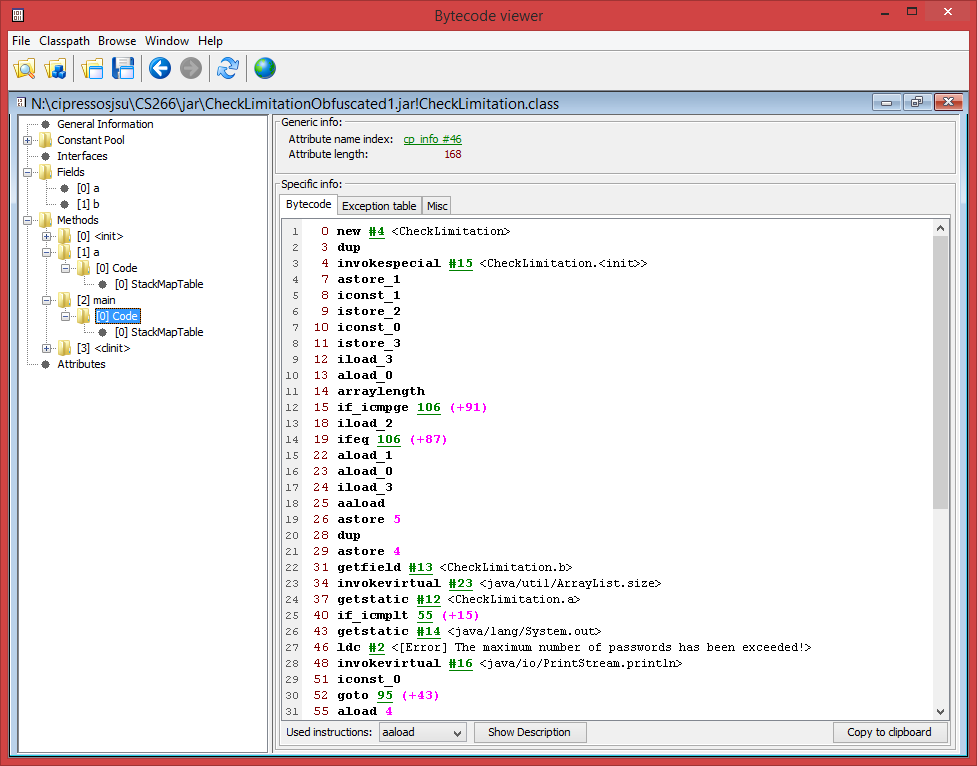 Bytecode viewer
File Classpath Browse Window Help
N:\cipressosjsu\CS266\jar\CheckLimitationObfuscated1.jar!CheckLimitation.class
General Information
Constant Pool
Interfaces
Fields
[0] a
[1] b
Methods
[0] <init>
[1] a
[0] Code
[0] StackMapTable
[2] main
[0] Code
[0] StackMapTable
[3] <clinit>
Attributes
Generic info:
Attribute name index: cp_info #46
Attribute length: 168
Specific info:
Bytecode Exception table Misc
1 0 new #4 <CheckLimitation>
2 3 dup
3 4 invokespecial #15 <CheckLimitation.<init>>
4 7 astore_1
5 8 iconst_1
6 9 istore_2
7 10 iconst_0
8 11 istore_3
9 12 iload_3
10 13 aload_0
11 14 arraylength
12 15 if_icmpge 106 (+91)
13 18 iload_2
14 19 ifeq 106 (+87)
15 22 aload_1
16 23 aload_0
17 24 iload_3
18 25 aaload
19 26 astore 5
20 28 dup
21 29 astore 4
22 31 getfield #13 <CheckLimitation.b>
23 34 invokevirtual #23 <java/util/ArrayList.size>
24 37 getstatic #12 <CheckLimitation.a>
25 40 if_icmplt 55 (+15)
26 43 getstatic #14 <java/lang/System.out>
27 46 ldc #2 <[Error] The maximum number of passwords has been exceeded!>
28 48 invokevirtual #16 <java/io/PrintStream.println>
29 51 iconst_0
30 52 goto 95 (+43)
31 55 aload 4
Used instructions: aaload Show Description Copy to clipboard